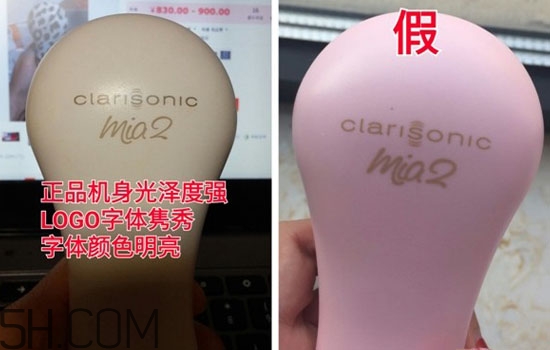 ¥830.00 - 900.00
clarisonic
mia2
正品机身光泽度强
LOGO字体隽秀
字体颜色明亮
5H.COM
假
clarisonic
mia2